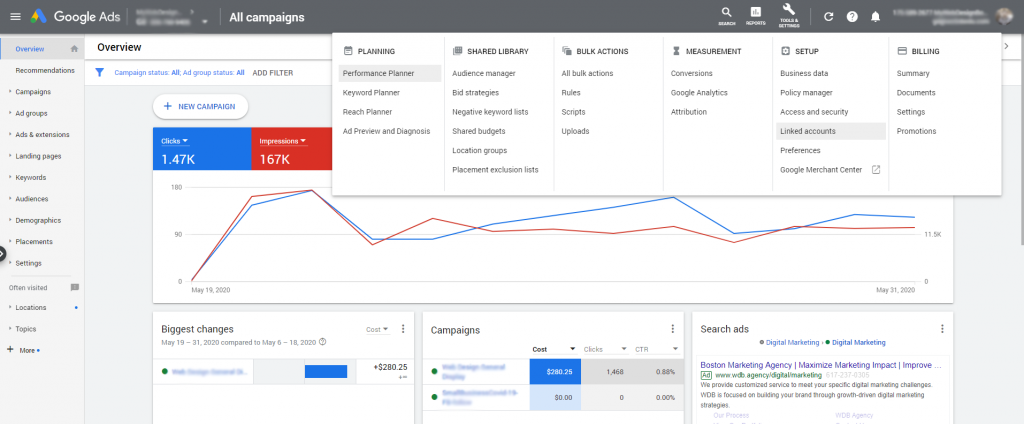 Google Ads
All campaigns
SEARCH
REPORTS
TOOLS &
SETTINGS
Overview
Recommendations
Campaigns
Ad groups
Ads & extensions
Landing pages
Keywords
Audiences
Demographics
Placements
Settings
Often visited
Locations
Topics
+ More
Overview
Campaign status: All; Ad group status: All
ADD FILTER
+ NEW CAMPAIGN
PLANNING
Performance Planner
Keyword Planner
Reach Planner
Ad Preview and Diagnosis
SHARED LIBRARY
Audience manager
Bid strategies
Negative keyword lists
Shared budgets
Location groups
Placement exclusion lists
BULK ACTIONS
All bulk actions
Rules
Scripts
Uploads
MEASUREMENT
Conversions
Google Analytics
Attribution
SETUP
Business data
Policy manager
Access and security
Linked accounts
Preferences
Google Merchant Center
BILLING
Summary
Documents
Settings
Promotions
Clicks
1.47K
Impressions
167K
180
90
0
11.5K
0
May 19, 2020
May 31, 2020
Biggest changes
Cost
May 19 – 31, 2020 compared to May 6 – 18, 2020
+$280.25
+∞
Campaigns
Cost
Clicks
CTR
$280.25
1,468
0.88%
$0.00
0
0.00%
Search ads
Digital Marketing › Digital Marketing
Boston Marketing Agency | Maximize Marketing Impact | Improve ...
Ad www.wdb.agency/digital/marketing 617-237-0305
We provide customized service to meet your specific digital marketing challenges.
WDB is focused on building your brand through growth-driven digital marketing
strategies.
Our Process
WDB Agency